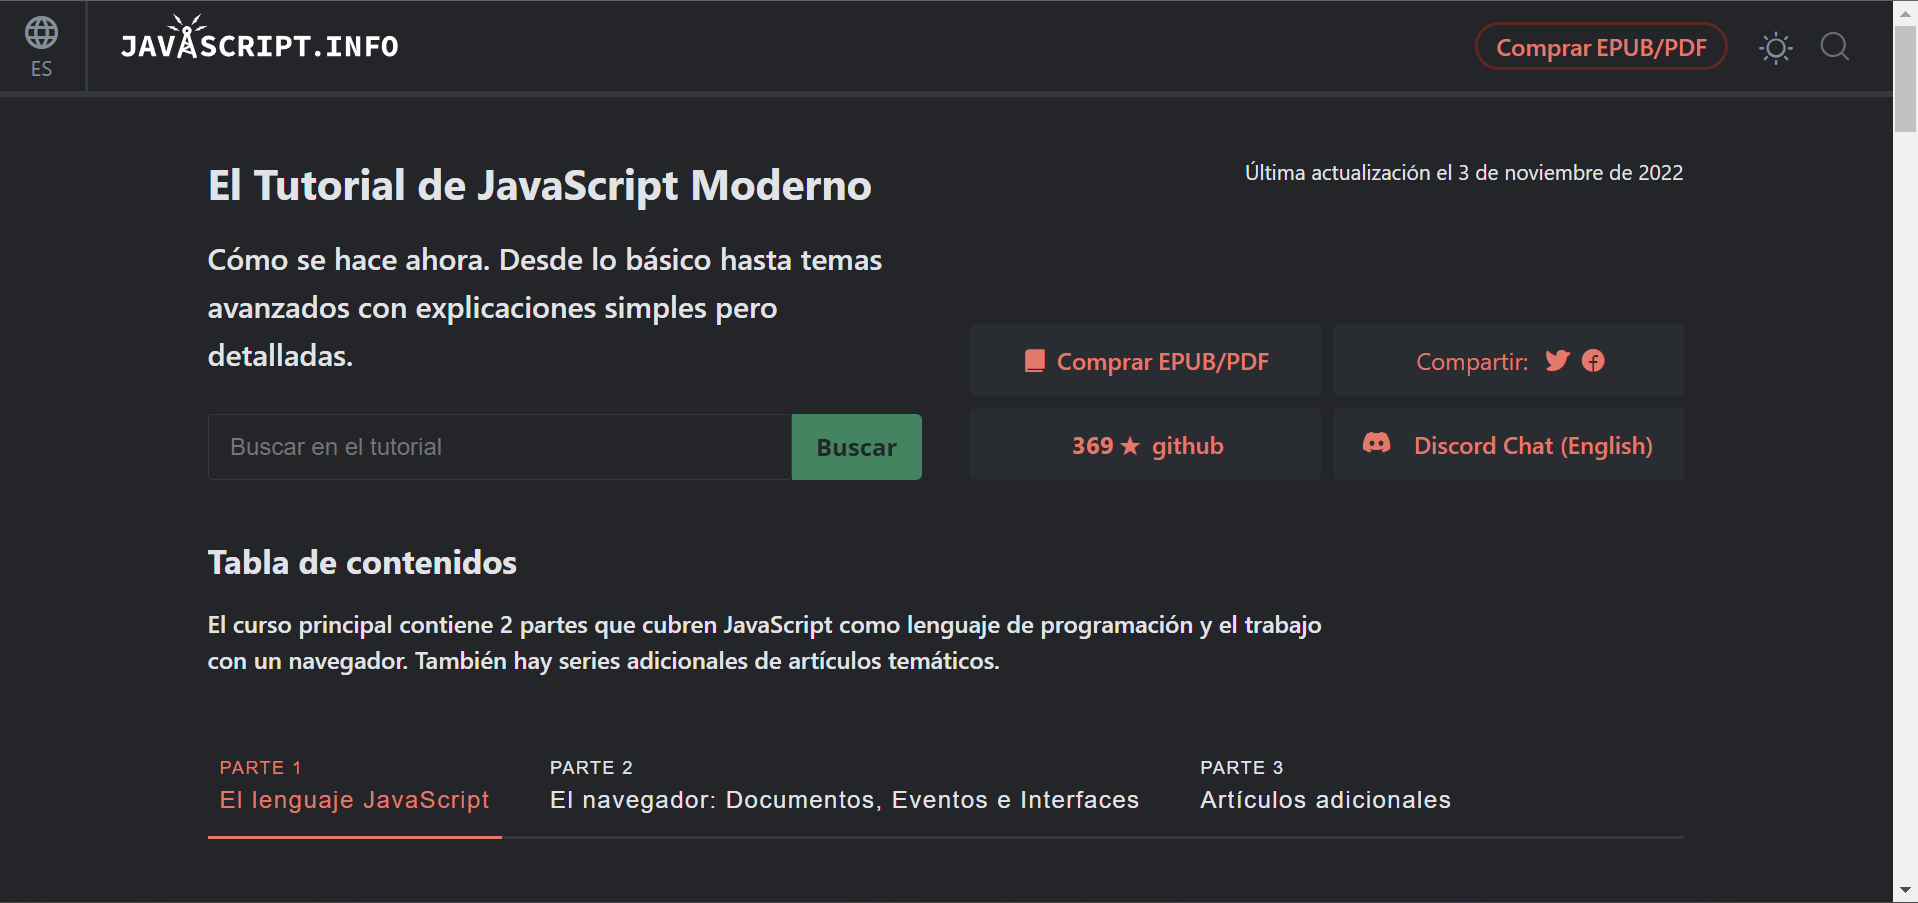 ES
JAVASCRIPT.INFO
Comprar EPUB/PDF
El Tutorial de JavaScript Moderno
Última actualización el 3 de noviembre de 2022
Cómo se hace ahora. Desde lo básico hasta temas
avanzados con explicaciones simples pero
detalladas.
Comprar EPUB/PDF
Compartir:
Buscar en el tutorial
Buscar
369 ★ github
Discord Chat (English)
Tabla de contenidos
El curso principal contiene 2 partes que cubren JavaScript como lenguaje de programación y el trabajo
con un navegador. También hay series adicionales de artículos temáticos.
PARTE 1
El lenguaje JavaScript
PARTE 2
El navegador: Documentos, Eventos e Interfaces
PARTE 3
Artículos adicionales